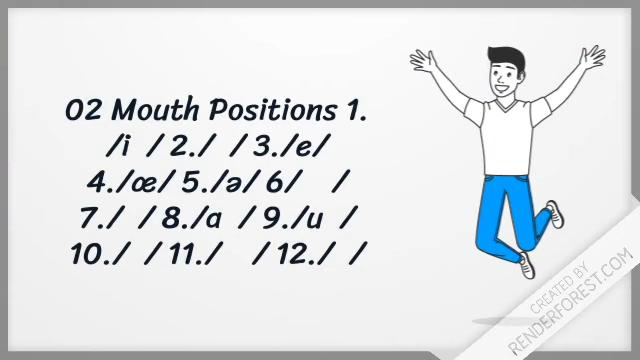 02 Mouth Positions 1.
/i  / 2./  / 3./e/
4./œ/ 5./ə/ 6/    /
7./  / 8./a  / 9./u  /
10./  / 11./    / 12./  /
CREATED BY
RENDERFOREST.COM